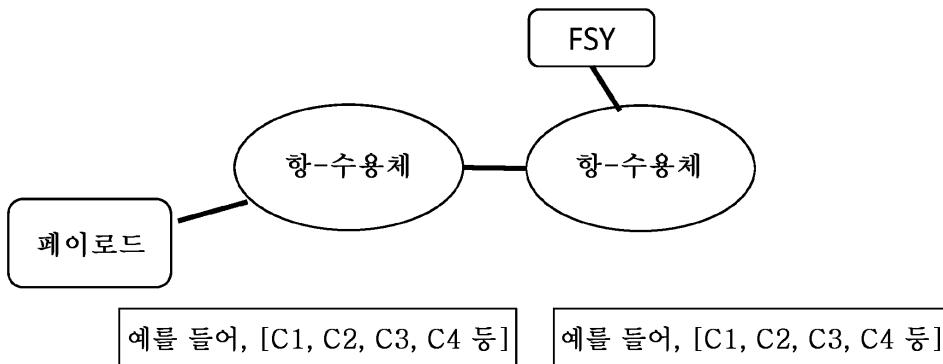 FSY
항-수용체
항-수용체
페이로드
예를 들어, [C1, C2, C3, C4 등]
예를 들어, [C1, C2, C3, C4 등]